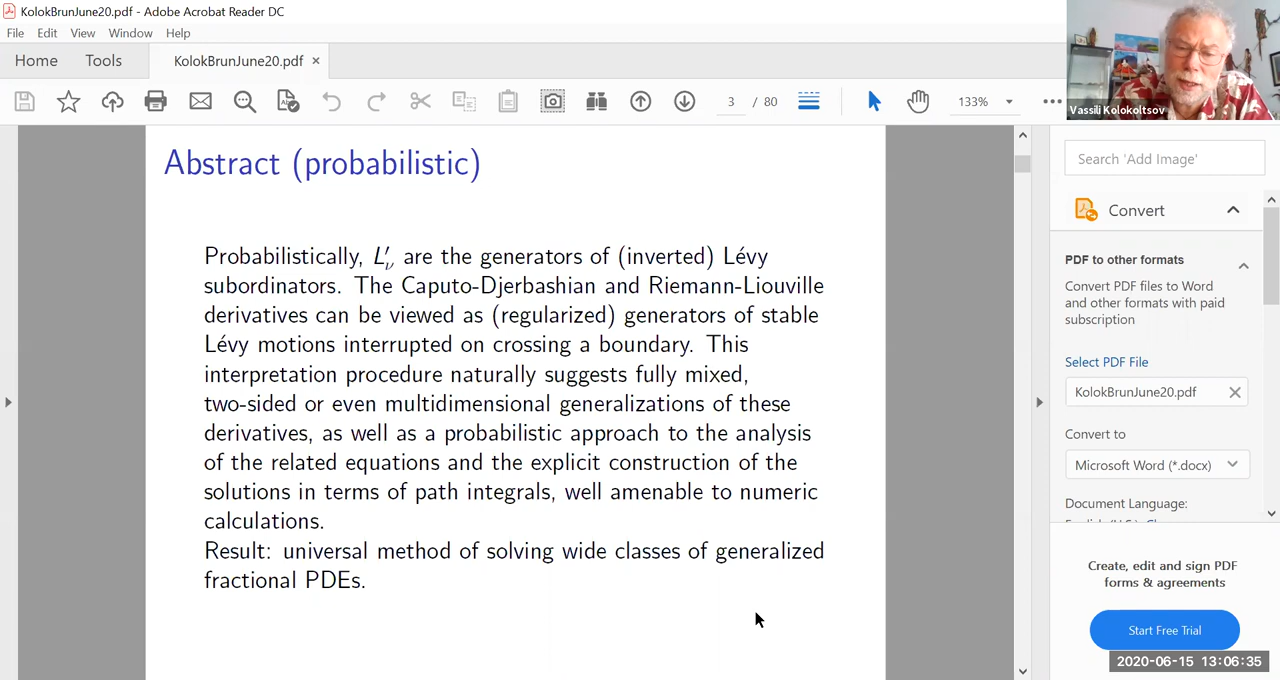 KolokBrunJune20.pdf - Adobe Acrobat Reader DC
File Edit View Window Help
Home Tools KolokBrunJune20.pdf ×
3 / 80 133%
Vassili Kolokoltsov
Abstract (probabilistic)
Probabilistically, L′ν are the generators of (inverted) Lévy
subordinators. The Caputo-Djerbashian and Riemann-Liouville
derivatives can be viewed as (regularized) generators of stable
Lévy motions interrupted on crossing a boundary. This
interpretation procedure naturally suggests fully mixed,
two-sided or even multidimensional generalizations of these
derivatives, as well as a probabilistic approach to the analysis
of the related equations and the explicit construction of the
solutions in terms of path integrals, well amenable to numeric
calculations.
Result: universal method of solving wide classes of generalized
fractional PDEs.
Search 'Add Image'
Convert
PDF to other formats
Convert PDF files to Word
and other formats with paid
subscription
Select PDF File
KolokBrunJune20.pdf
Convert to
Microsoft Word (*.docx)
Document Language:
Create, edit and sign PDF
forms & agreements
Start Free Trial
2020-06-15 13:06:35